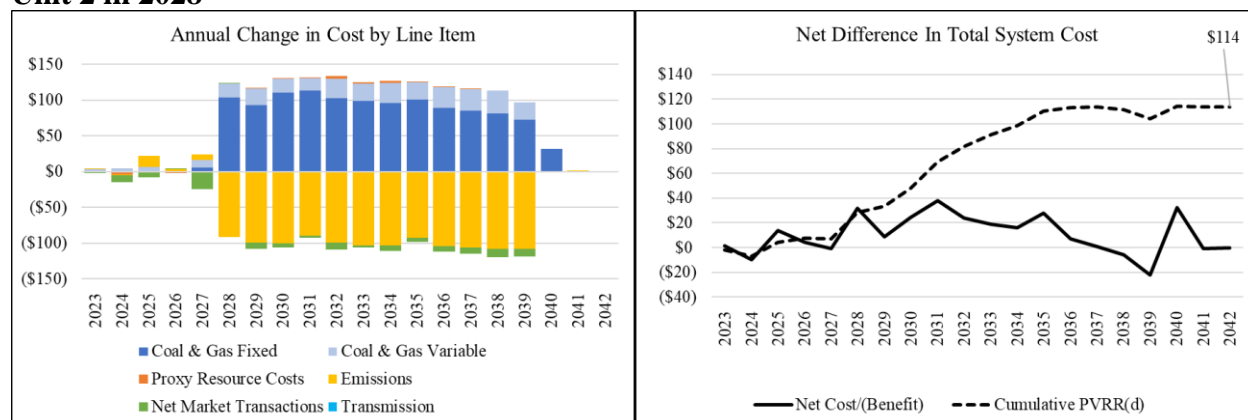 Unit 2 in 2028
Annual Change in Cost by Line Item
$150
$100
$50
$0
($50)
($100)
($150)
2023 2024 2025 2026 2027 2028 2029 2030 2031 2032 2033 2034 2035 2036 2037 2038 2039 2040 2041 2042
Coal & Gas Fixed Coal & Gas Variable
Proxy Resource Costs Emissions
Net Market Transactions Transmission
Net Difference In Total System Cost
$114
$140
$120
$100
$80
$60
$40
$20
$0
($20)
($40)
2023 2024 2025 2026 2027 2028 2029 2030 2031 2032 2033 2034 2035 2036 2037 2038 2039 2040 2041 2042
Net Cost/(Benefit) Cumulative PVRR(d)